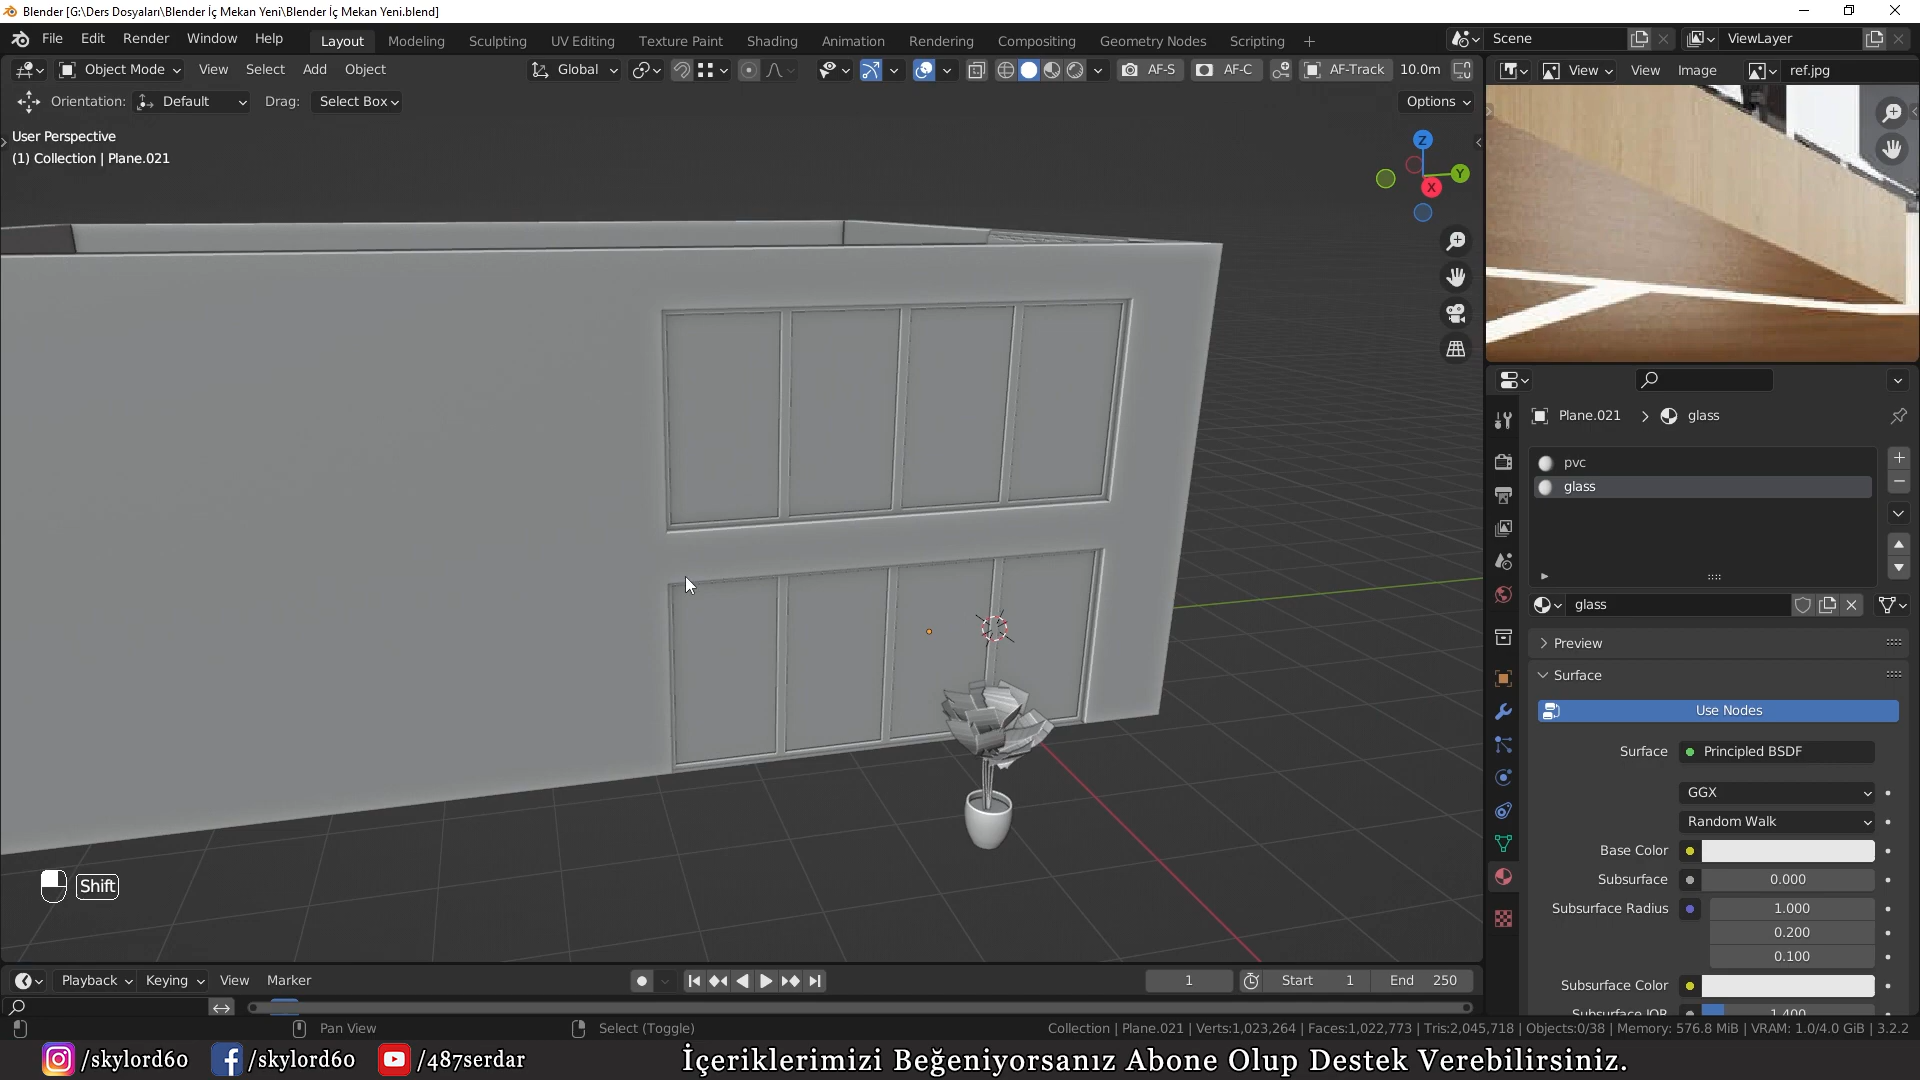 Blender [G:\Ders Dosyaları\Blender İç Mekan Yeni\Blender İç Mekan Yeni.blend]
File Edit Render Window Help Layout Modeling Sculpting UV Editing Texture Paint Shading Animation Rendering Compositing Geometry Nodes Scripting + Scene ViewLayer
Object Mode View Select Add Object Global AF-S AF-C AF-Track 10.0m View View Image ref.jpg
Orientation: Default Drag: Select Box Options
User Perspective
(1) Collection | Plane.021
Z
Y
X
Plane.021 > glass
pvc
glass
glass
Preview
Surface
Use Nodes
Surface Principled BSDF
GGX
Random Walk
Base Color
Subsurface 0.000
Subsurface Radius 1.000
0.200
0.100
Subsurface Color
Subsurface IOR 1.400
Shift
Playback Keying View Marker 1 Start 1 End 250
Pan View Select (Toggle) Collection | Plane.021 | Verts:1,023,264 | Faces:1,022,773 | Tris:2,045,718 | Objects:0/38 | Memory: 576.8 MiB | VRAM: 1.0/4.0 GiB | 3.2.2
/skylord60 /skylord60 /487serdar İçeriklerimizi Beğeniyorsanız Abone Olup Destek Verebilirsiniz.